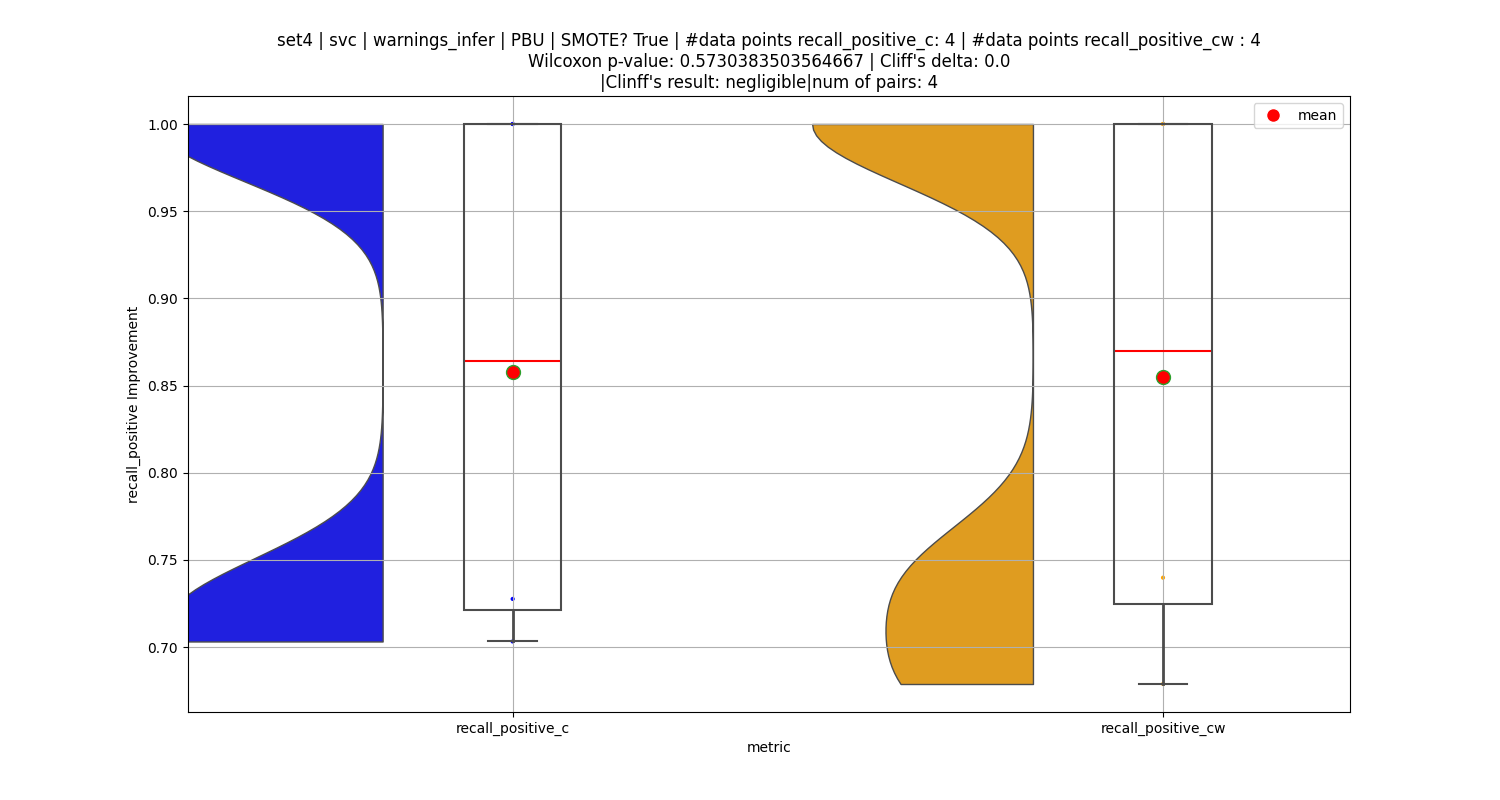 set4 | svc | warnings_infer | PBU | SMOTE? True | #data points recall_positive_c: 4 | #data points recall_positive_cw : 4
Wilcoxon p-value: 0.5730383503564667 | Cliff's delta: 0.0
|Clinff's result: negligible|num of pairs: 4
mean
1.00
0.95
0.90
0.85
0.80
0.75
0.70
recall_positive Improvement
recall_positive_c
recall_positive_cw
metric